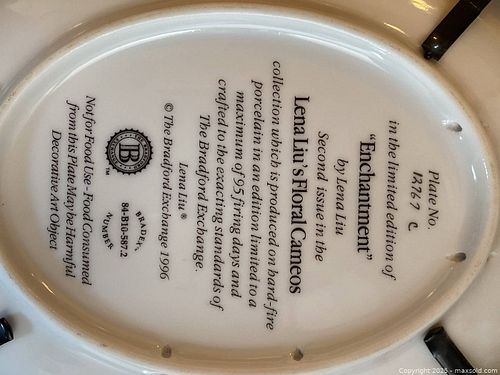 Plate No.
12767 C
in the limited edition of
"Enchantment"
by Lena Liu
Second issue in the
Lena Liu's Floral Cameos
collection which is produced on hard-fire
porcelain in an edition limited to a
maximum of 95 firing days and
crafted to the exacting standards of
The Bradford Exchange.
Lena Liu®
© The Bradford Exchange 1996
B
TM
BRADEX
84-B10-587.2
NUMBER
Not for Food Use - Food Consumed
from this Plate May be Harmful
Decorative Art Object
Copyright 2025 - maxsold.com